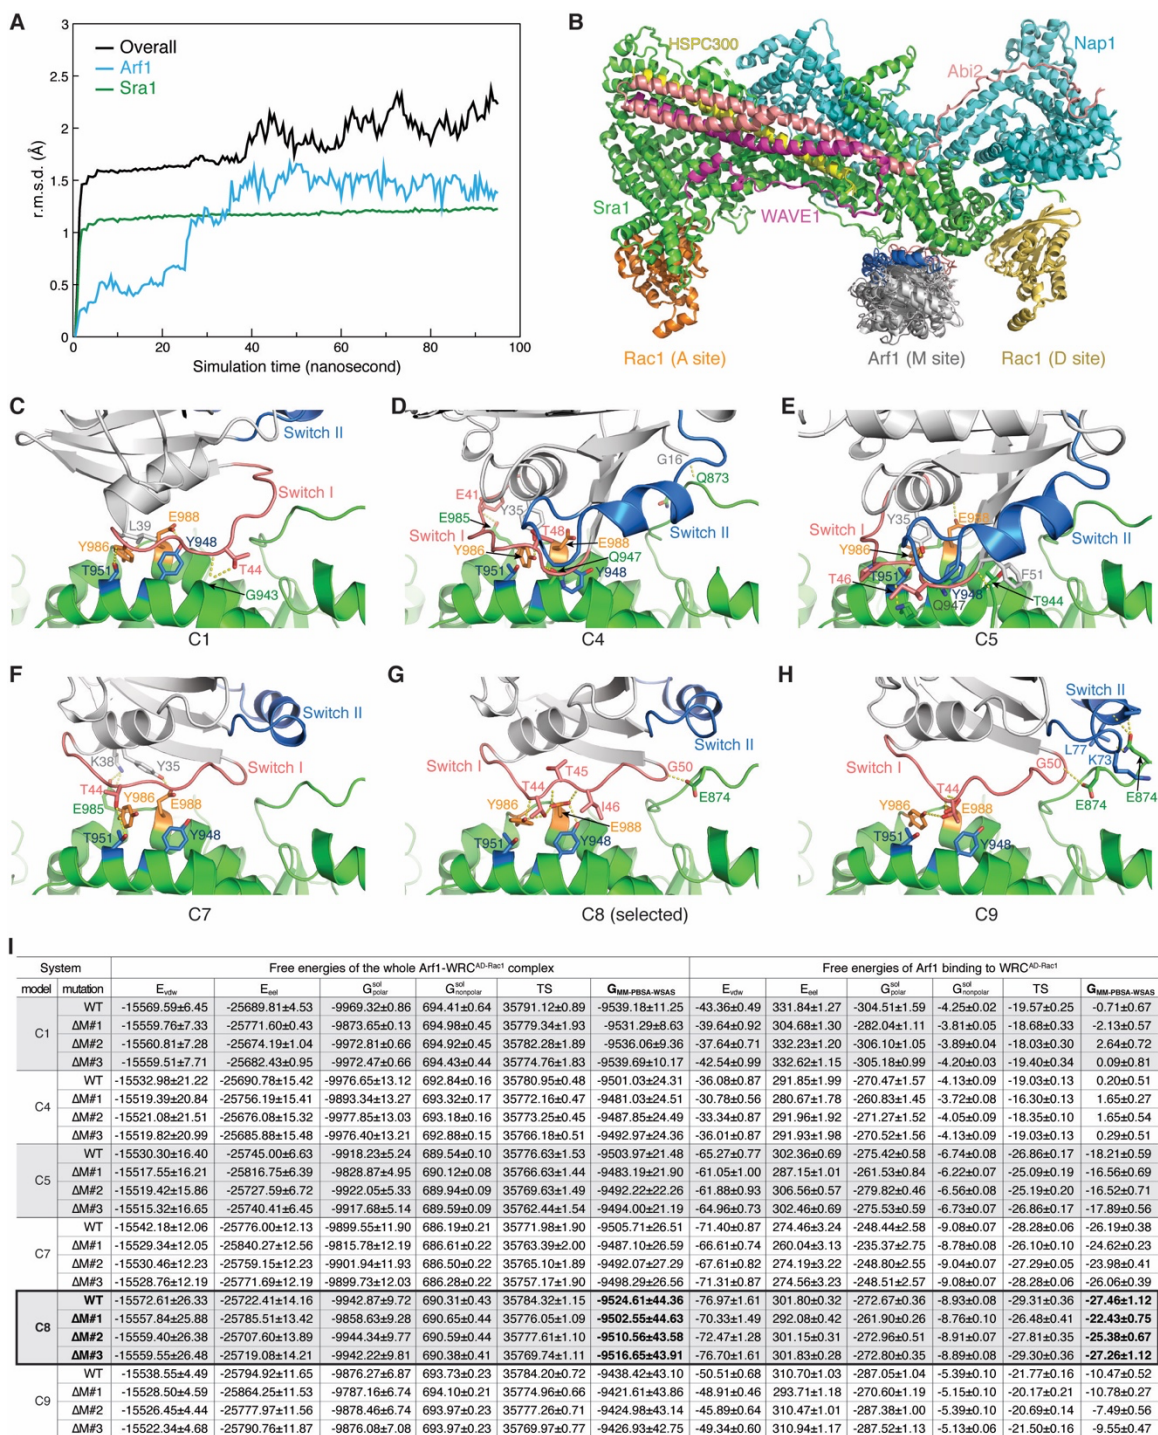 A
3
2.5
2
1.5
1
0.5
0
r.m.s.d. (Å)
Overall
Arf1
Sra1
0 20 40 60 80 100
Simulation time (nanosecond)
B
HSPC300
Nap1
Abi2
Sra1
WAVE1
Rac1 (A site)
Arf1 (M site)
Rac1 (D site)
C
Switch II
Switch I
L39
E988
Y986
Y948
T951
T44
G943
C1
D
G16
Q873
E41
Y35
E985
T48
Switch I
Switch II
Y986
E988
Q947
T951
Y948
C4
E
Switch I
Y35
E988
Switch II
Y986
T46
T951
F51
Y948
Q947
T944
C5
F
Switch II
K38
Y35
Switch I
T44
Y986
E988
E985
T951
Y948
C7
G
Switch II
T45
G50
Switch I
T44
Y986
I46
E874
E988
T951
Y948
C8 (selected)
H
Switch II
L77
G50
K73
Switch I
T44
Y986
E988
E874
E874
T951
Y948
C9
I
System Free energies of the whole Arf1-WRC^AD-Rac1 complex Free energies of Arf1 binding to WRC^AD-Rac1
model mutation E_vdw E_eel G^sol_polar G^sol_nonpolar TS G_MM-PBSA-WSAS E_vdw E_eel G^sol_polar G^sol_nonpolar TS G_MM-PBSA-WSAS
C1
WT -15569.59±6.45 -25689.81±4.53 -9969.32±0.86 694.41±0.64 35791.12±0.89 -9539.18±11.25 -43.36±0.49 331.84±1.27 -304.51±1.59 -4.25±0.02 -19.57±0.25 -0.71±0.67
ΔM#1 -15559.76±7.33 -25771.60±0.43 -9873.65±0.13 694.98±0.45 35779.34±1.93 -9531.29±8.63 -39.64±0.92 304.68±1.30 -282.04±1.11 -3.81±0.05 -18.68±0.33 -2.13±0.57
ΔM#2 -15560.81±7.28 -25674.19±1.04 -9972.81±0.66 694.92±0.45 35782.28±1.89 -9536.06±9.36 -37.64±0.71 332.23±1.20 -306.10±1.05 -3.89±0.04 -18.03±0.30 2.64±0.72
ΔM#3 -15559.51±7.71 -25682.43±0.95 -9972.47±0.66 694.43±0.44 35774.76±1.83 -9539.69±10.17 -42.54±0.99 332.62±1.15 -305.18±0.99 -4.20±0.03 -19.40±0.34 0.09±0.81
C4
WT -15532.98±21.22 -25690.78±15.42 -9976.65±13.12 692.84±0.16 35780.95±0.48 -9501.03±24.31 -36.08±0.87 291.85±1.99 -270.47±1.57 -4.13±0.09 -19.03±0.13 0.20±0.51
ΔM#1 -15519.39±20.84 -25756.19±15.41 -9893.34±13.27 693.32±0.17 35772.16±0.47 -9481.03±24.51 -30.78±0.56 280.67±1.78 -260.83±1.45 -3.72±0.08 -16.30±0.13 1.65±0.27
ΔM#2 -15521.08±21.51 -25676.08±15.32 -9977.85±13.03 693.18±0.16 35773.25±0.45 -9487.85±24.49 -33.34±0.87 291.96±1.92 -271.27±1.52 -4.05±0.09 -18.35±0.10 1.65±0.54
ΔM#3 -15519.82±20.99 -25685.88±15.48 -9976.40±13.21 692.88±0.15 35766.18±0.51 -9492.97±24.36 -36.01±0.87 291.93±1.98 -270.52±1.56 -4.13±0.09 -19.03±0.13 0.29±0.51
C5
WT -15530.30±16.40 -25745.00±6.63 -9918.23±5.24 689.54±0.10 35776.63±1.53 -9503.97±21.48 -65.27±0.77 302.36±0.69 -275.42±0.58 -6.74±0.08 -26.86±0.17 -18.21±0.59
ΔM#1 -15517.55±16.21 -25816.75±6.39 -9828.87±4.95 690.12±0.08 35766.63±1.44 -9483.19±21.90 -61.05±1.00 287.15±1.01 -261.53±0.84 -6.22±0.07 -25.09±0.19 -16.56±0.69
ΔM#2 -15519.42±15.86 -25727.59±6.72 -9922.05±5.33 689.94±0.09 35769.63±1.49 -9492.22±22.26 -61.88±0.93 306.56±0.57 -279.82±0.46 -6.56±0.08 -25.19±0.20 -16.52±0.71
ΔM#3 -15515.32±16.65 -25740.41±6.45 -9917.68±5.14 689.59±0.09 35762.44±1.54 -9494.00±21.19 -64.96±0.73 302.46±0.69 -275.53±0.59 -6.73±0.07 -26.86±0.17 -17.89±0.56
C7
WT -15542.18±12.06 -25776.00±12.13 -9899.55±11.90 686.19±0.21 35771.98±1.90 -9505.71±26.51 -71.40±0.87 274.46±3.24 -248.44±2.58 -9.08±0.07 -28.28±0.06 -26.19±0.38
ΔM#1 -15529.34±12.05 -25840.27±12.56 -9815.78±12.19 686.61±0.22 35763.39±2.00 -9487.10±26.59 -66.61±0.74 260.04±3.13 -235.37±2.75 -8.78±0.08 -26.10±0.10 -24.62±0.23
ΔM#2 -15530.46±12.23 -25759.15±12.23 -9901.94±11.93 686.50±0.22 35765.10±1.89 -9492.07±27.29 -67.61±0.82 274.19±3.22 -248.80±2.55 -9.04±0.07 -27.29±0.05 -23.98±0.41
ΔM#3 -15528.76±12.19 -25771.69±12.19 -9899.73±12.03 686.28±0.22 35757.17±1.90 -9498.29±26.56 -71.31±0.87 274.56±3.23 -248.51±2.57 -9.08±0.07 -28.28±0.06 -26.06±0.39
C8
WT -15572.61±26.33 -25722.41±14.16 -9942.87±9.72 690.31±0.43 35784.32±1.15 -9524.61±44.36 -76.97±1.61 301.80±0.32 -272.67±0.36 -8.93±0.08 -29.31±0.36 -27.46±1.12
ΔM#1 -15557.84±25.88 -25785.51±13.42 -9858.63±9.28 690.65±0.44 35776.05±1.09 -9502.55±44.63 -70.33±1.49 292.08±0.42 -261.90±0.26 -8.76±0.10 -26.48±0.41 -22.43±0.75
ΔM#2 -15559.40±26.38 -25707.60±13.89 -9944.34±9.77 690.59±0.44 35777.61±1.10 -9510.56±43.58 -72.47±1.28 301.15±0.31 -272.96±0.51 -8.91±0.07 -27.81±0.35 -25.38±0.67
ΔM#3 -15559.55±26.48 -25719.08±14.21 -9942.22±9.81 690.38±0.41 35769.74±1.11 -9516.65±43.91 -76.70±1.61 301.83±0.28 -272.80±0.35 -8.89±0.08 -29.30±0.36 -27.26±1.12
C9
WT -15538.55±4.49 -25794.92±11.65 -9876.27±6.87 693.73±0.23 35784.20±0.72 -9438.42±43.10 -50.51±0.68 310.70±1.03 -287.05±1.04 -5.39±0.10 -21.77±0.16 -10.47±0.52
ΔM#1 -15528.50±4.59 -25864.25±11.53 -9787.16±6.74 694.10±0.21 35774.96±0.66 -9421.61±43.86 -48.91±0.46 293.71±1.18 -270.60±1.19 -5.15±0.10 -20.17±0.21 -10.78±0.27
ΔM#2 -15526.45±4.44 -25777.97±11.56 -9878.46±6.74 693.97±0.23 35777.26±0.71 -9424.98±43.14 -45.89±0.64 310.47±1.01 -287.38±1.00 -5.39±0.10 -20.69±0.14 -7.49±0.56
ΔM#3 -15522.34±4.68 -25790.76±11.87 -9876.08±7.08 693.97±0.23 35769.97±0.77 -9426.93±42.75 -49.34±0.60 310.94±1.17 -287.52±1.13 -5.13±0.06 -21.50±0.16 -9.55±0.47